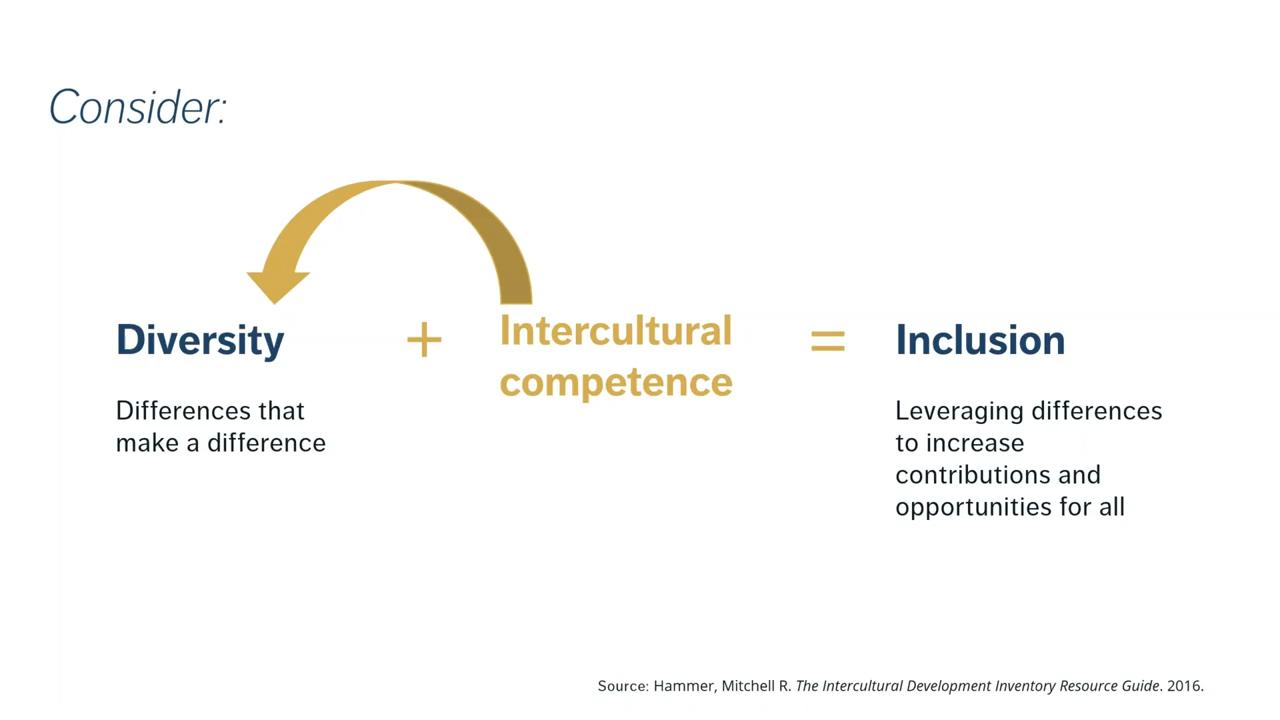 Consider:
Diversity
+
Intercultural
competence
=
Inclusion
Differences that
make a difference
Leveraging differences
to increase
contributions and
opportunities for all
Source: Hammer, Mitchell R. The Intercultural Development Inventory Resource Guide. 2016.